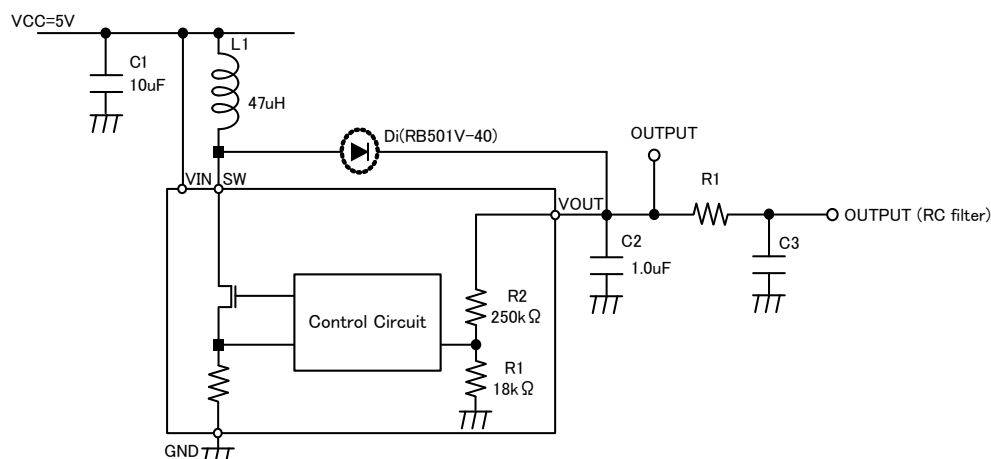 VCC=5V
L1
C1
10uF
47uH
Di(RB501V-40)
OUTPUT
R1
VIN
SW
VOUT
OUTPUT (RC filter)
C2
1.0uF
C3
R2
250kΩ
Control Circuit
R1
18kΩ
GND